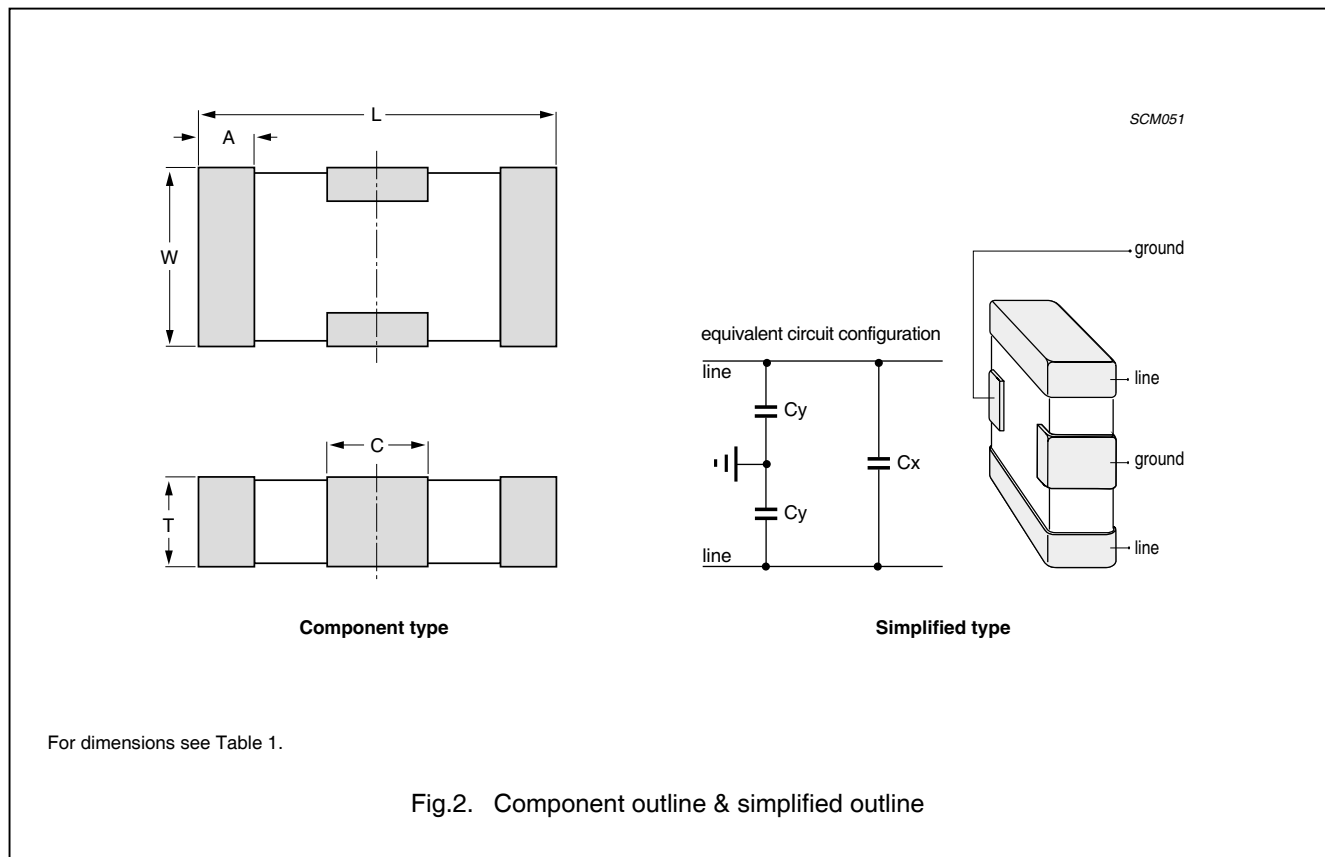 L
A
SCM051
W
ground
equivalent circuit configuration
line
line
Cy
C
Cx
ground
Cy
T
line
line
Component type
Simplified type
For dimensions see Table 1.
Fig.2. Component outline & simplified outline